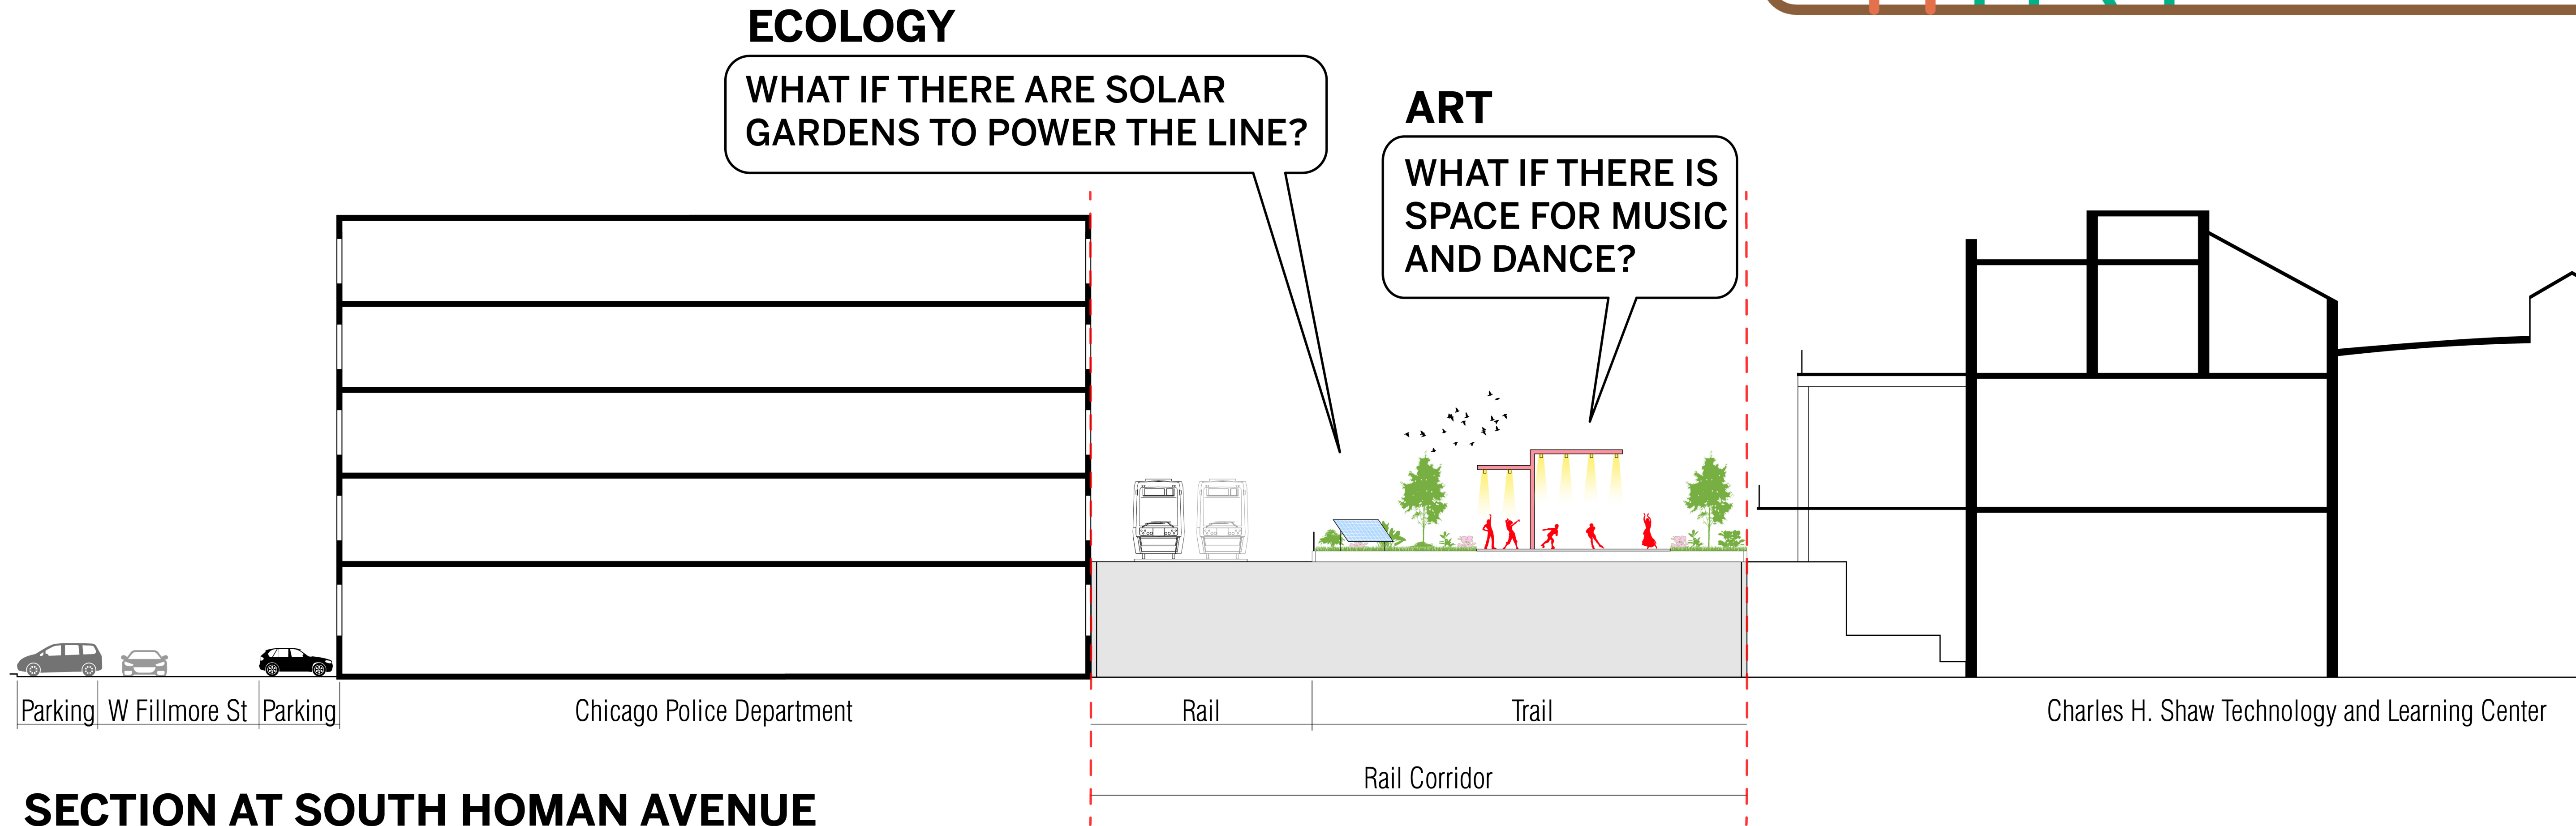 ECOLOGY
WHAT IF THERE ARE SOLAR
GARDENS TO POWER THE LINE?
ART
WHAT IF THERE IS
SPACE FOR MUSIC
AND DANCE?
Parking
W Fillmore St
Parking
Chicago Police Department
Rail
Trail
Charles H. Shaw Technology and Learning Center
Rail Corridor
SECTION AT SOUTH HOMAN AVENUE